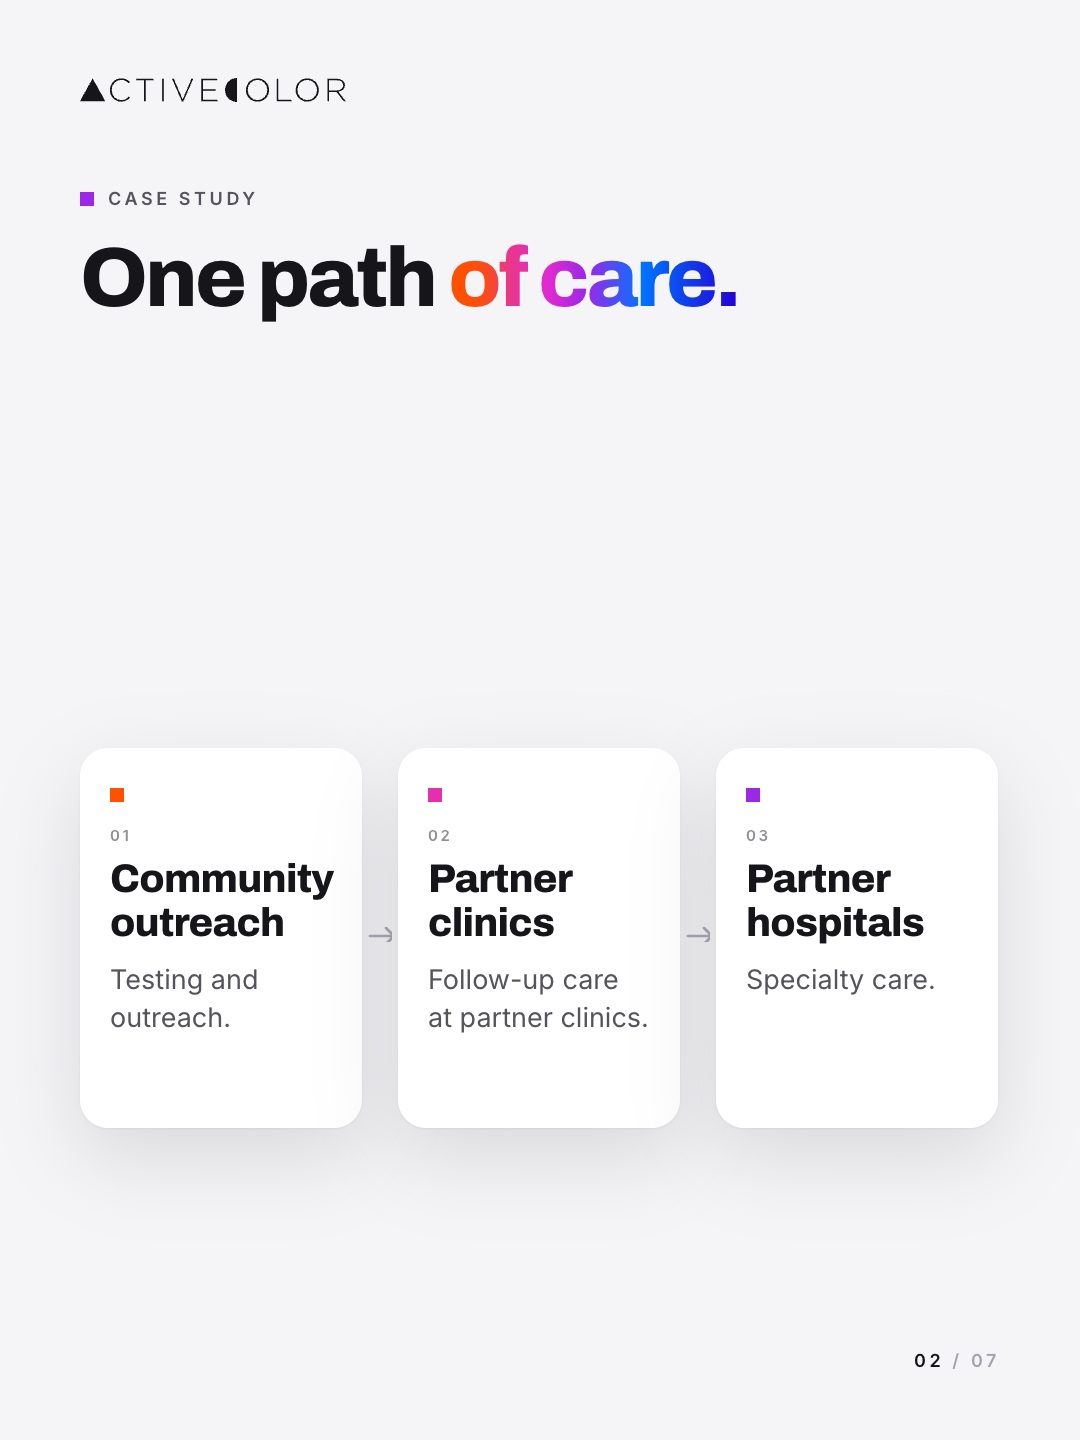 ACTIVECOLOR
CASE STUDY
One path of care.
01
Community
outreach
Testing and
outreach.
→
02
Partner
clinics
Follow-up care
at partner clinics.
→
03
Partner
hospitals
Specialty care.
02 / 07